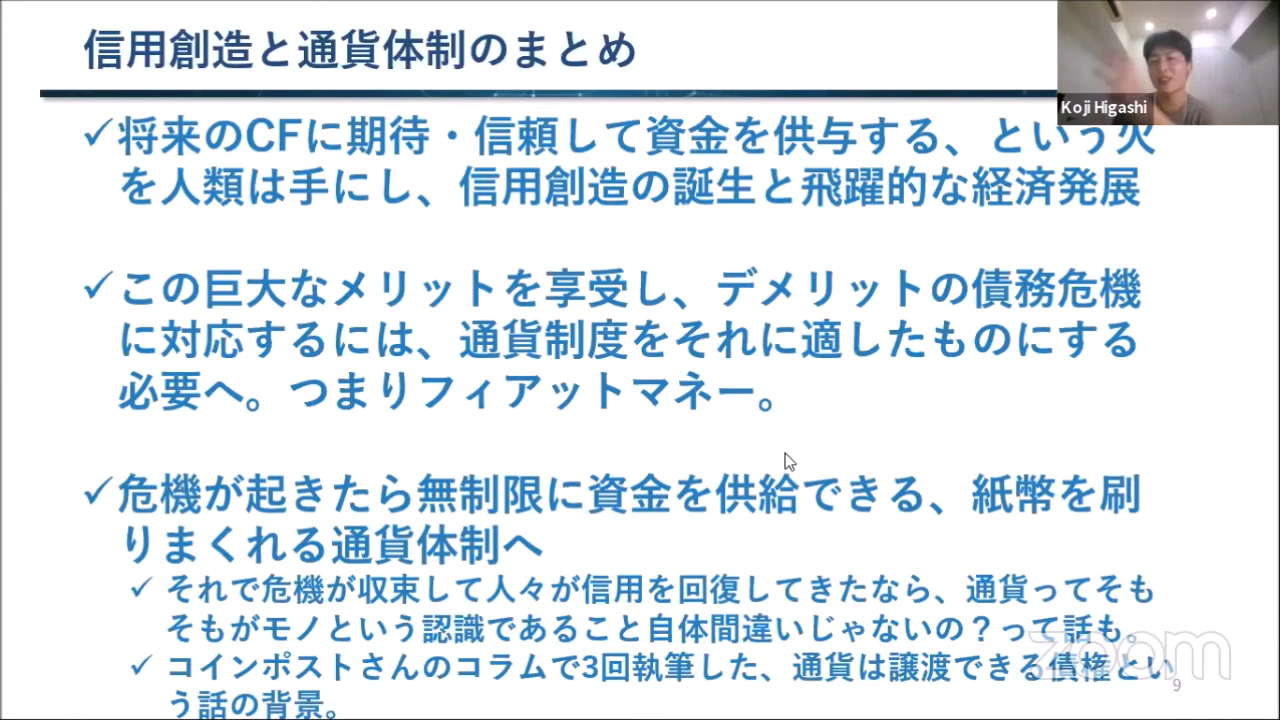 信用創造と通貨体制のまとめ
Koji Higashi
✓将来のCFに期待・信頼して資金を供与する、という火
を人類は手にし、信用創造の誕生と飛躍的な経済発展
✓この巨大なメリットを享受し、デメリットの債務危機
に対応するには、通貨制度をそれに適したものにする
必要へ。つまりフィアットマネー。
✓危機が起きたら無制限に資金を供給できる、紙幣を刷
りまくれる通貨体制へ
✓ それで危機が収束して人々が信用を回復してきたなら、通貨ってそも
そもがモノという認識であること自体間違いじゃないの？って話も。
✓ コインポストさんのコラムで3回執筆した、通貨は譲渡できる債権とい
う話の背景。
zoom
9